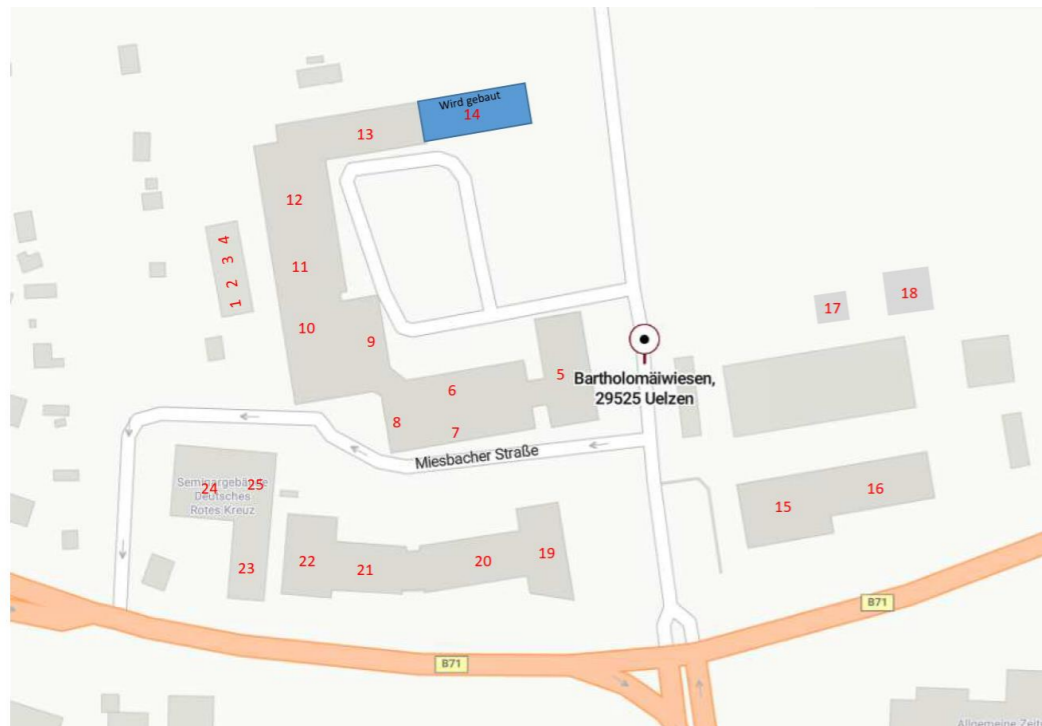 Wird gebaut
14
13
12
4
3
2
1
11
10
9
17
18
6
5
8
7
Bartholomäiwiesen,
29525 Uelzen
Miesbacher Straße
Seminargebäude
Deutsches
Rotes Kreuz
24
25
23
22
21
20
19
15
16
B71
B71
Allgemeine Zeit